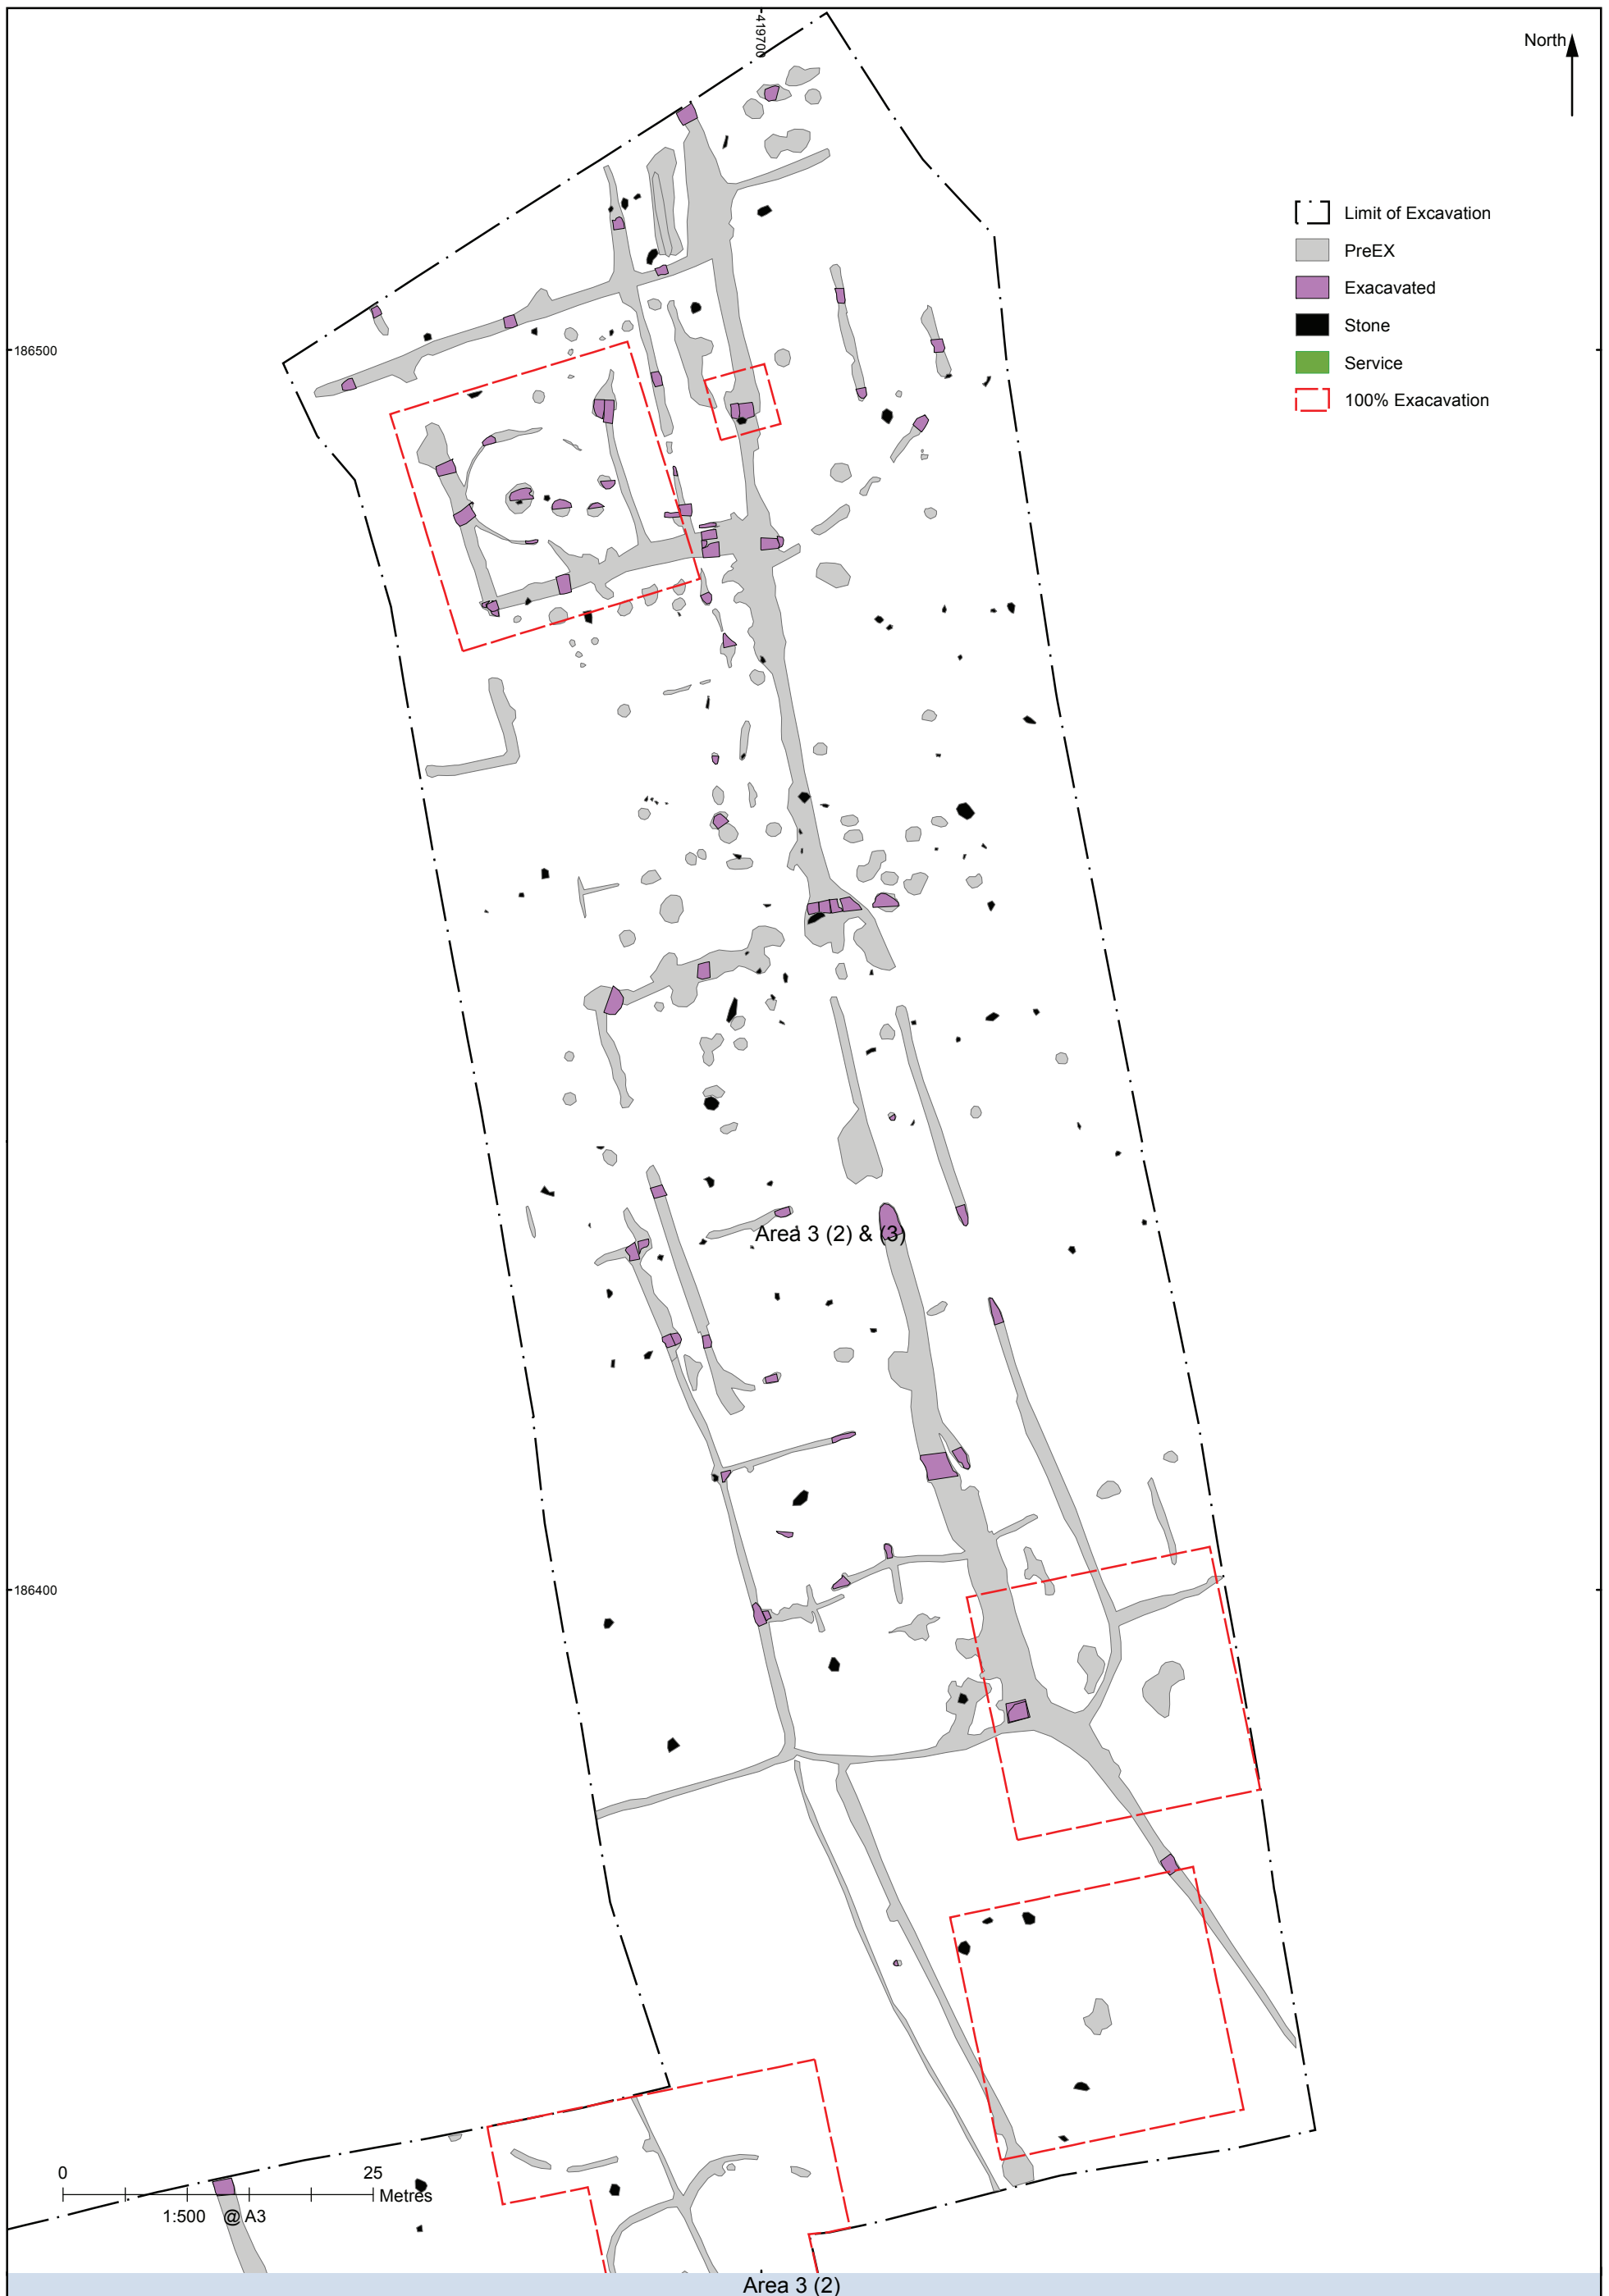 419700
North
Limit of Excavation
PreEX
Exacavated
Stone
Service
100% Exacavation
186500
Area 3 (2) & (3)
186400
0 25
Metres
1:500 @ A3
Area 3 (2)